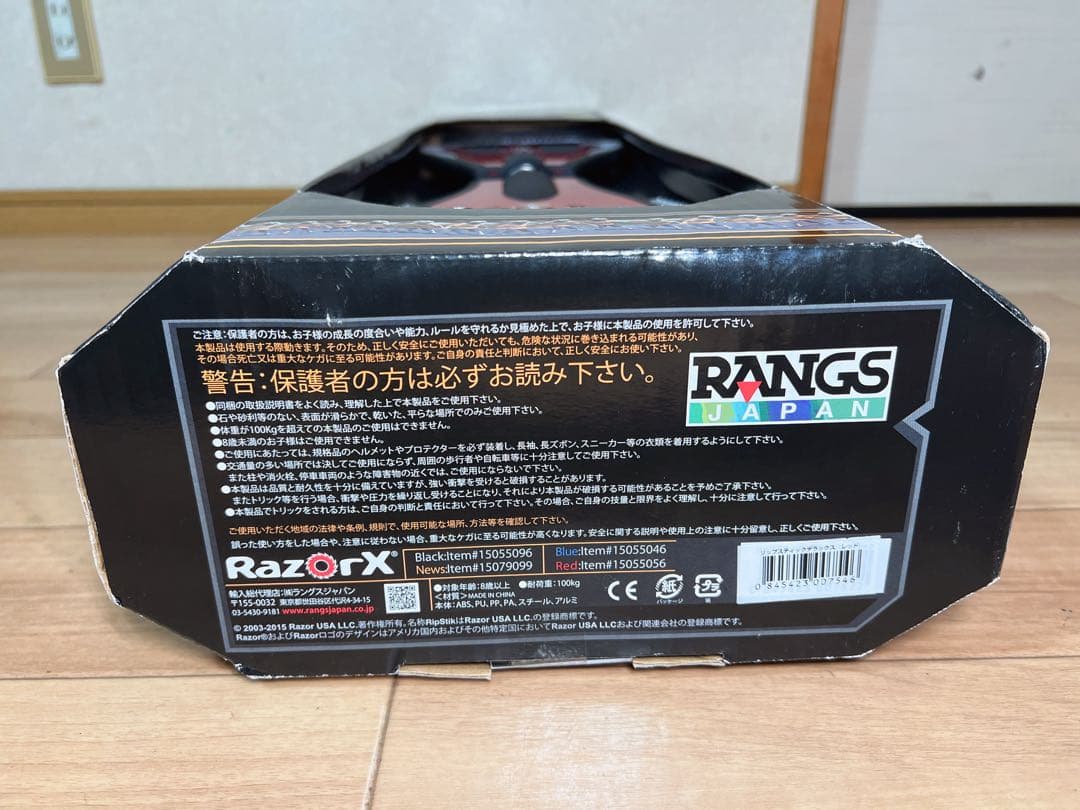 ご注意:保護者の方は、お子様の成長の度合いや能力、ルールを守れるか見極めた上で、お子様に本製品の使用を許可して下さい。
本製品は使用する際動きます。そのため、正しく安全にご使用いただいても、危険な状況に巻き込まれる可能性があり、
その場合死亡又は重大なケガに至る可能性があります。ご自身の責任と判断において、正しく安全にお使い下さい。
警告:保護者の方は必ずお読み下さい。
RANGS
JAPAN
●同梱の取扱説明書をよく読み、理解した上で本製品をご使用下さい。
●石や砂利等のない、表面が滑らかで、乾いた、平らな場所でのみご使用下さい。
●体重が100Kgを超えての本製品のご使用はできません。
●8歳未満のお子様はご使用できません。
●ご使用にあたっては、規格品のヘルメットやプロテクターを必ず装着し、長袖、長ズボン、スニーカー等の衣類を着用するようにして下さい。
●交通量の多い場所では決してご使用にならず、周囲の歩行者や自転車等に十分注意してご使用下さい。
また柱や消火栓、停車車両のような障害物の近くでは、ご使用にならないで下さい。
●本製品は品質と耐久性を十分に備えていますが、強い衝撃を受けると破損することがあります。
またトリック等を行う場合、衝撃や圧力を繰り返し受けることになり、それにより本製品が破損する可能性があることを予めご了承下さい。
●本製品でトリックをされる方は、ご自身の判断と責任において行って下さい。その場合、ご自身の技量と限界をよく理解し、十分に注意して行って下さい。
ご使用いただく地域の法律や条例、規則で、使用可能な場所、方法等を確認して下さい。
誤った使い方をした場合や、注意に従わない場合、重大なケガに至る可能性が高くなります。安全に関する説明や使用上の注意に十分留意し、正しくご使用下さい。
RazorX®
Black:Item#15055096
Blue:Item#15055046
News:Item#15079099
Red:Item#15055056
リップスティックデラックス レッド
0 845423 007546
輸入総代理店:㈱ラングスジャパン
〒155-0032 東京都世田谷区代沢4-34-15
03-5430-9181 www.rangsjapan.co.jp
●対象年齢:8歳以上 ●耐荷重:100kg
<材質> MADE IN CHINA
本体:ABS, PU, PP, PA, スチール、アルミ
CE
紙
パッケージ
プラ
袋
© 2003-2015 Razor USA LLC.著作権所有。名称RipStikはRazor USA LLC.の登録商標です。
Razor®およびRazorロゴのデザインはアメリカ国内およびその他特定国においてRazor USA LLCおよび関連会社の登録商標です。